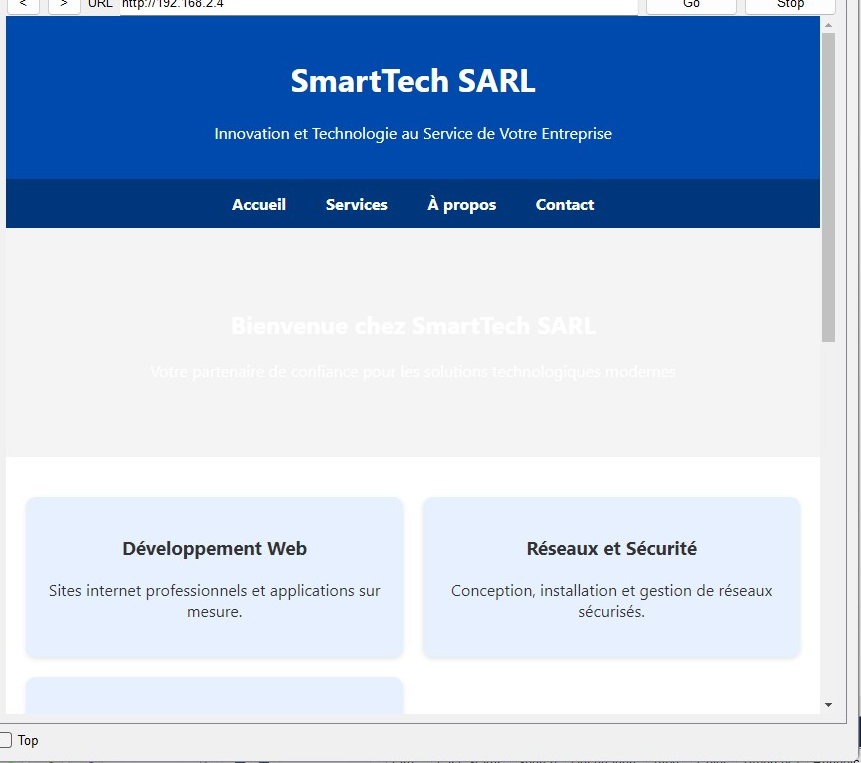 < > URL http://192.168.2.4 Go Stop
SmartTech SARL
Innovation et Technologie au Service de Votre Entreprise
Accueil Services À propos Contact
Bienvenue chez SmartTech SARL
Votre partenaire de confiance pour les solutions technologiques modernes
Développement Web
Sites internet professionnels et applications sur
mesure.
Réseaux et Sécurité
Conception, installation et gestion de réseaux
sécurisés.
Top